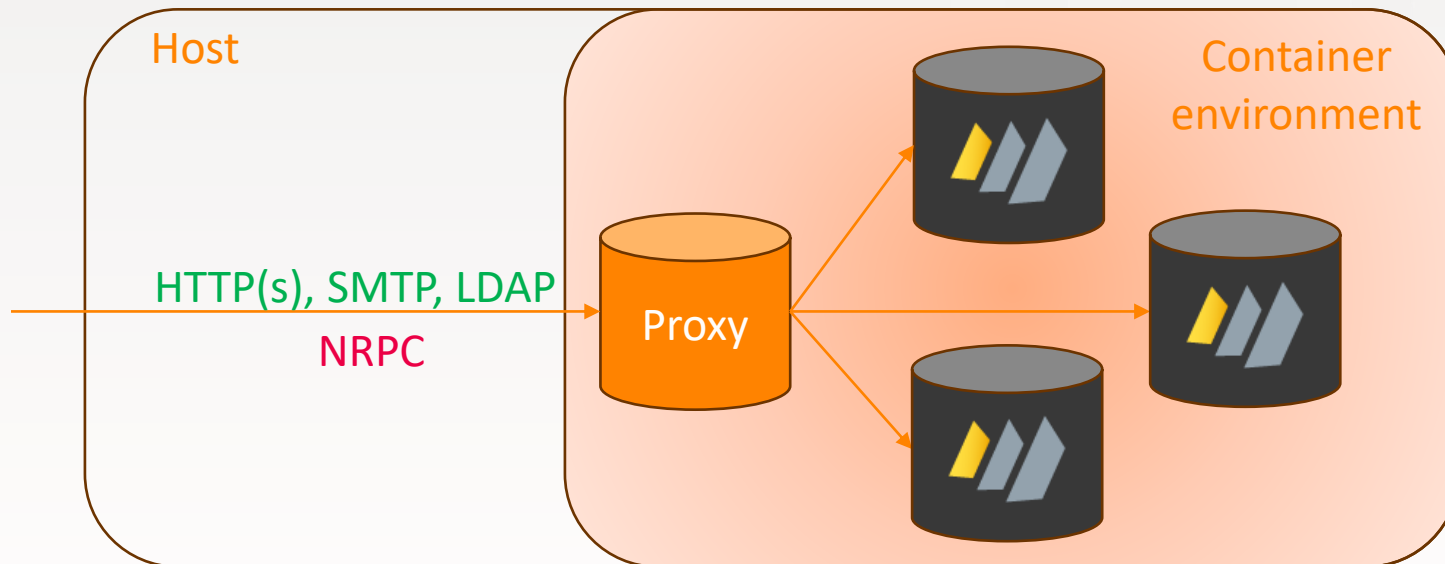 Host
Container
environment
HTTP(s), SMTP, LDAP
NRPC
Proxy